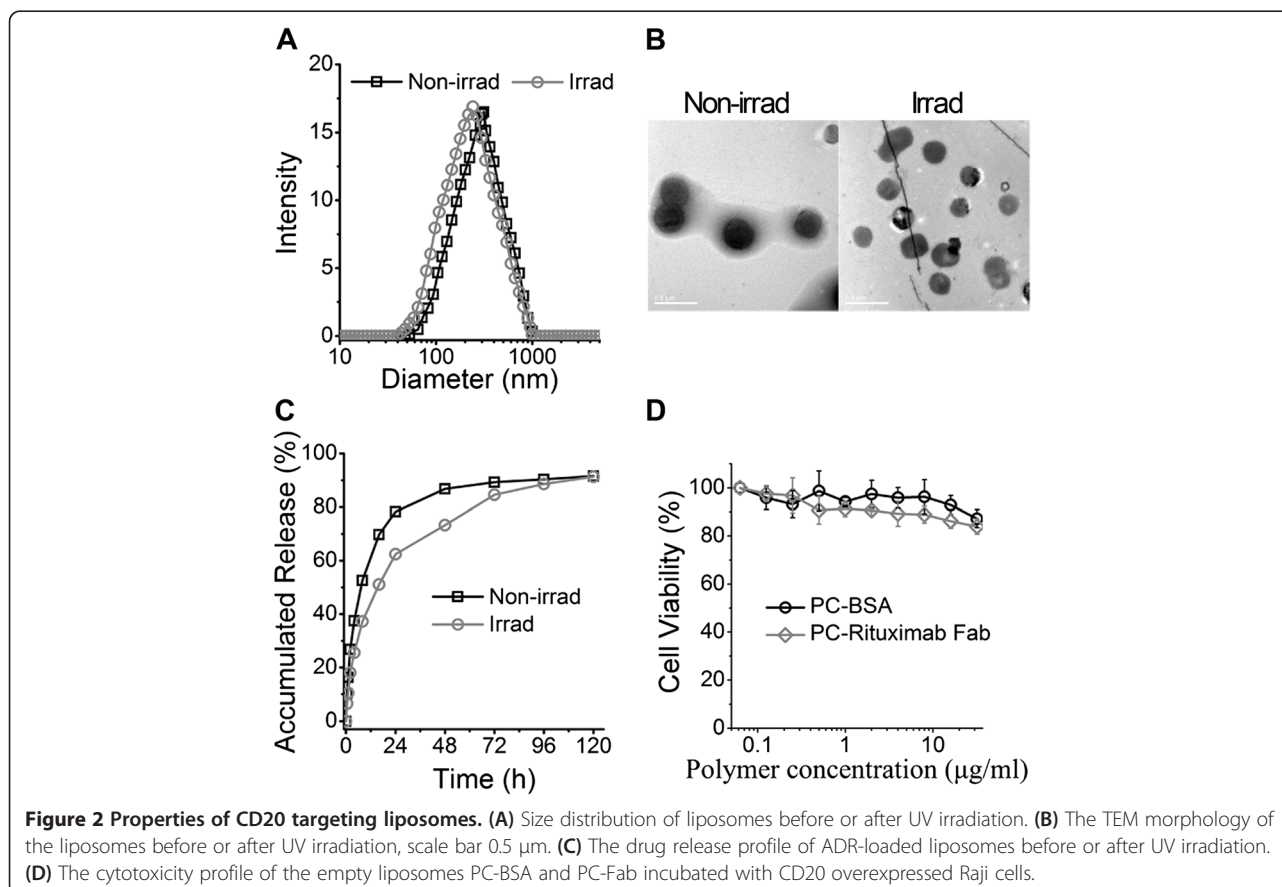 A
20
Non-irrad Irrad
15
Intensity
10
5
0
10 100 1000
Diameter (nm)
B
Non-irrad Irrad
0.5 µm 0.5 µm
C
100
Accumulated Release (%)
80
60
40
Non-irrad
20
Irrad
0
0 24 48 72 96 120
Time (h)
D
100
Cell Viability (%)
80
60
PC-BSA
40
PC-Rituximab Fab
20
0
0.1 1 10
Polymer concentration (µg/ml)
Figure 2 Properties of CD20 targeting liposomes. (A) Size distribution of liposomes before or after UV irradiation. (B) The TEM morphology of
the liposomes before or after UV irradiation, scale bar 0.5 µm. (C) The drug release profile of ADR-loaded liposomes before or after UV irradiation.
(D) The cytotoxicity profile of the empty liposomes PC-BSA and PC-Fab incubated with CD20 overexpressed Raji cells.